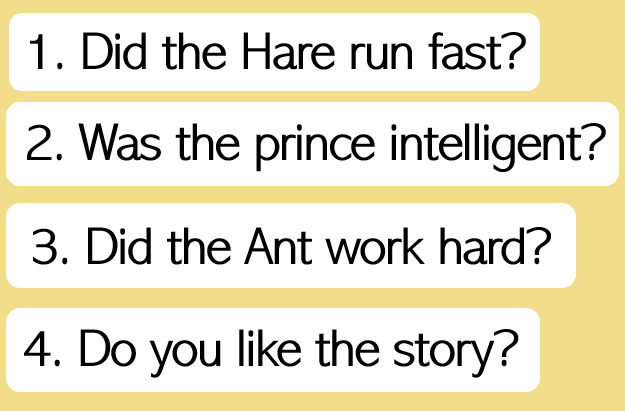 1. Did the Hare run fast?
2. Was the prince intelligent?
3. Did the Ant work hard?
4. Do you like the story?